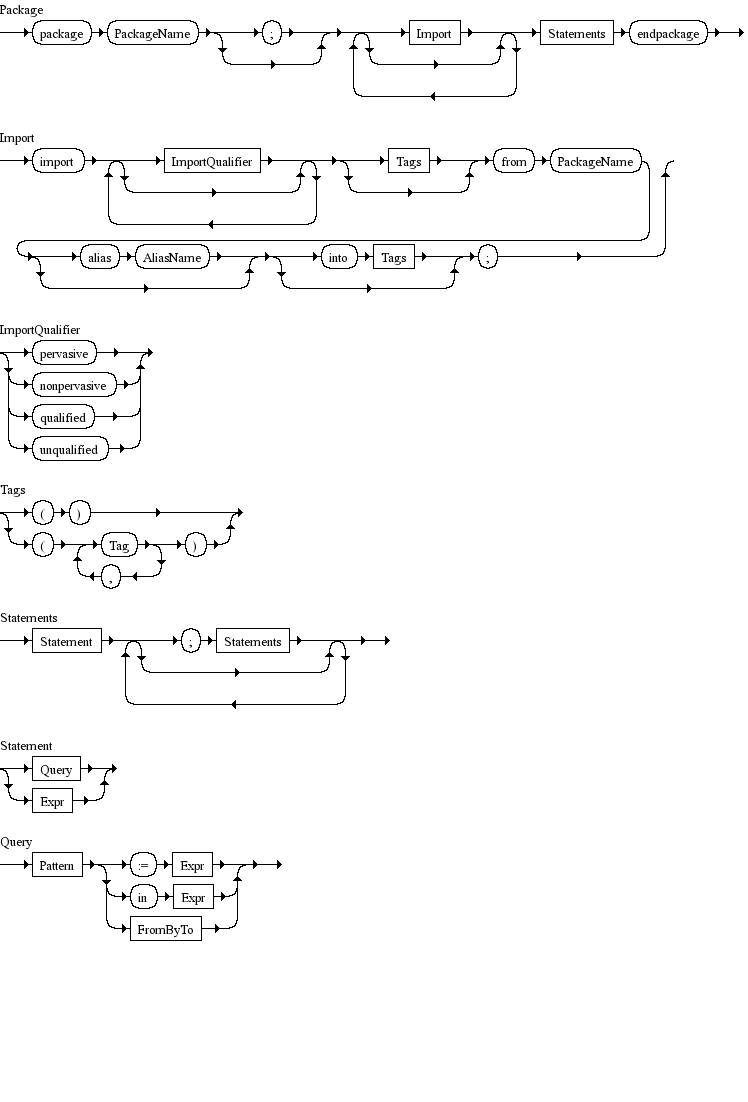 Package
package PackageName ; Import Statements endpackage
Import
import ImportQualifier Tags from PackageName
alias AliasName into Tags ;
ImportQualifier
pervasive
nonpervasive
qualified
unqualified
Tags
( )
( Tag )
,
Statements
Statement ; Statements
Statement
Query
Expr
Query
Pattern := Expr
in Expr
FromByTo